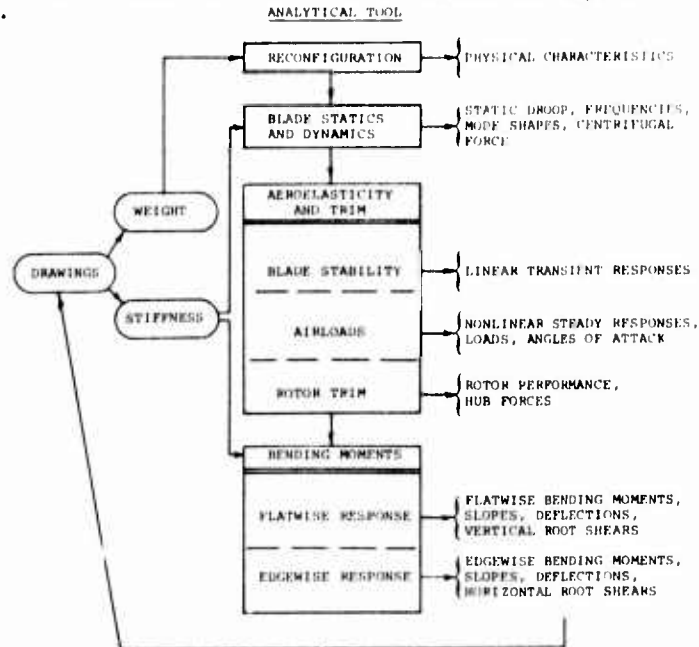 ANALYTICAL TOOL
RECONFIGURATION
PHYSICAL CHARACTERISTICS
BLADE STATICS
AND DYNAMICS
STATIC DROOP, FREQUENCIES,
MODE SHAPES, CENTRIFUGAL
FORCE
AEROELASTICITY
AND TRIM
WEIGHT
DRAWINGS
STIFFNESS
BLADE STABILITY
LINEAR TRANSIENT RESPONSES
AIRLOADS
NONLINEAR STEADY RESPONSES,
LOADS, ANGLES OF ATTACK
ROTOR TRIM
ROTOR PERFORMANCE,
HUB FORCES
BENDING MOMENTS
FLATWISE RESPONSE
FLATWISE BENDING MOMENTS,
SLOPES, DEFLECTIONS,
VERTICAL ROOT SHEARS
EDGEWISE RESPONSE
EDGEWISE BENDING MOMENTS,
SLOPES, DEFLECTIONS,
HORIZONTAL ROOT SHEARS